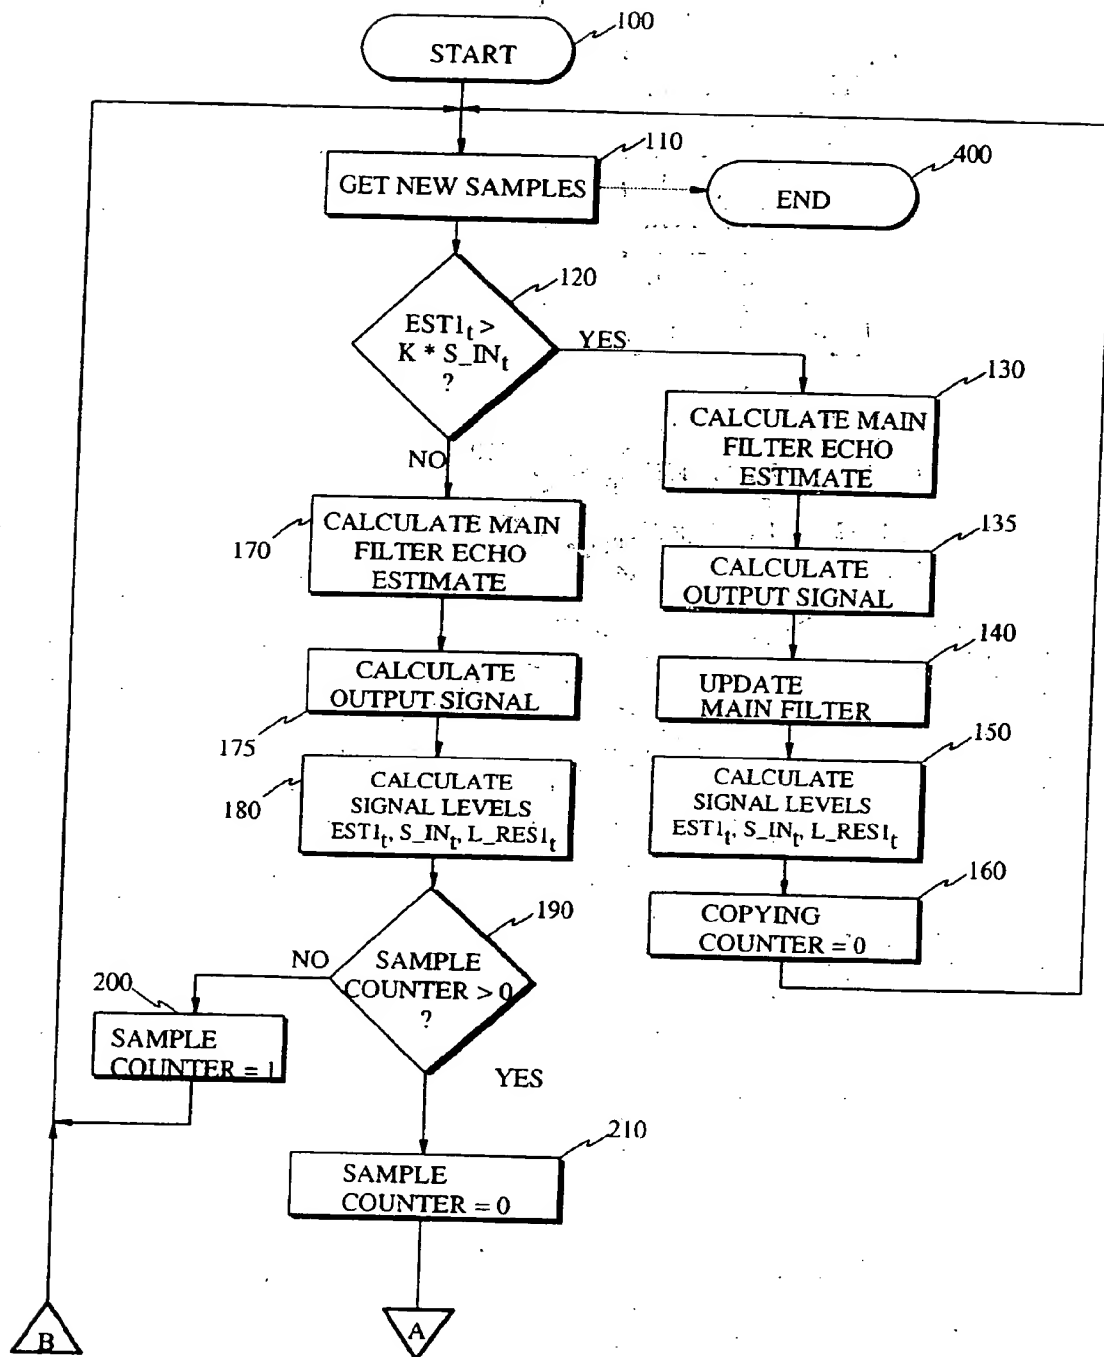 100
START
110
GET NEW SAMPLES
400
END
120
EST1t >
K * S_INt
?
YES
NO
130
CALCULATE MAIN
FILTER ECHO
ESTIMATE
170
CALCULATE MAIN
FILTER ECHO
ESTIMATE
135
CALCULATE
OUTPUT SIGNAL
175
CALCULATE
OUTPUT SIGNAL
140
UPDATE
MAIN FILTER
180
CALCULATE
SIGNAL LEVELS
EST1t, S_INt, L_RES1t
150
CALCULATE
SIGNAL LEVELS
EST1t, S_INt, L_RES1t
160
COPYING
COUNTER = 0
190
SAMPLE
COUNTER > 0
?
NO
YES
200
SAMPLE
COUNTER = 1
210
SAMPLE
COUNTER = 0
B
A